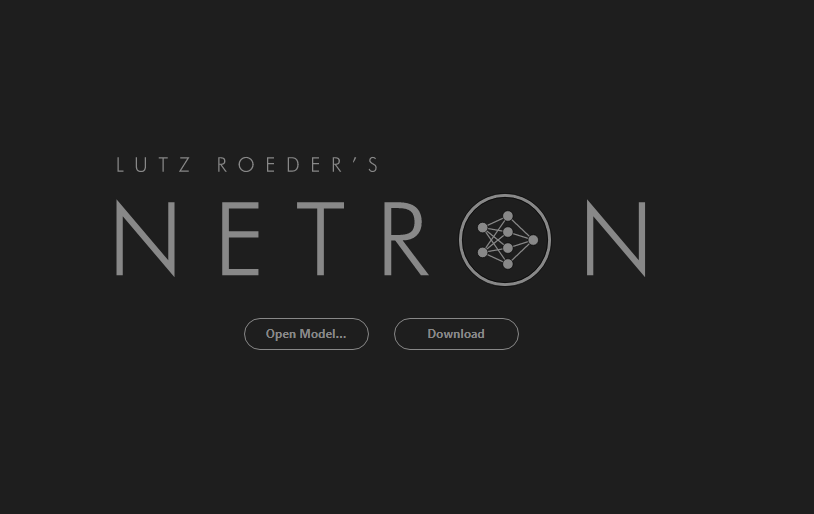 LUTZ ROEDER’S
NETRON
Open Model...
Download